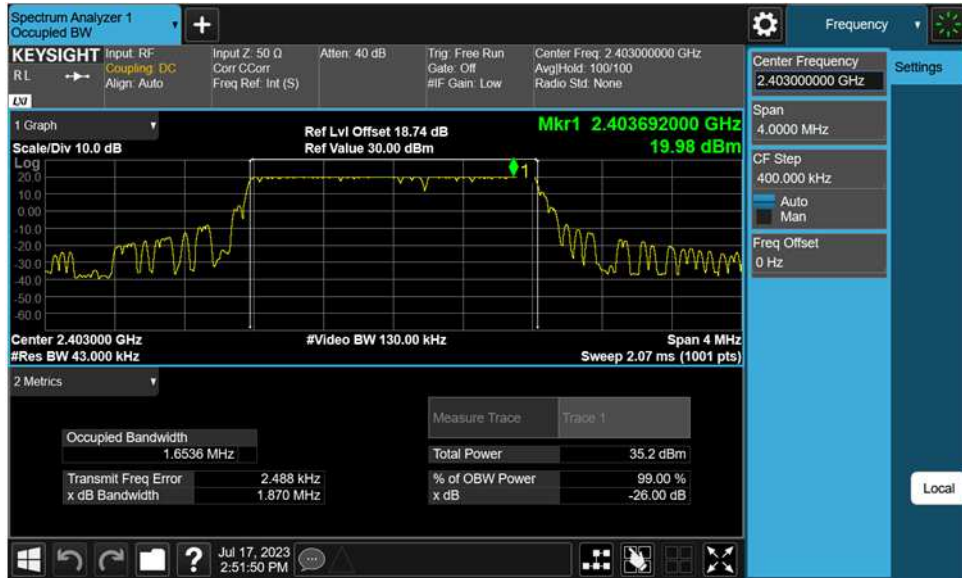 Spectrum Analyzer 1
Occupied BW
Frequency
KEYSIGHT
RL
LXI
Input: RF
Coupling: DC
Align: Auto
Input Z: 50 Ω
Corr CCorr
Freq Ref: Int (S)
Atten: 40 dB
Trig: Free Run
Gate: Off
#IF Gain: Low
Center Freq: 2.403000000 GHz
Avg|Hold: 100/100
Radio Std: None
Center Frequency
2.403000000 GHz
Settings
Span
4.0000 MHz
CF Step
400.000 kHz
Auto
Man
Freq Offset
0 Hz
Local
1 Graph
Scale/Div 10.0 dB
Ref Lvl Offset 18.74 dB
Ref Value 30.00 dBm
Mkr1 2.403692000 GHz
19.98 dBm
Log
20.0
10.0
0.00
-10.0
-20.0
-30.0
-40.0
-50.0
-60.0
1
Center 2.403000 GHz
#Video BW 130.00 kHz
Span 4 MHz
#Res BW 43.000 kHz
Sweep 2.07 ms (1001 pts)
2 Metrics
Measure Trace
Trace 1
Occupied Bandwidth
1.6536 MHz
Total Power
35.2 dBm
Transmit Freq Error
2.488 kHz
% of OBW Power
99.00 %
x dB Bandwidth
1.870 MHz
x dB
-26.00 dB
?
Jul 17, 2023
2:51:50 PM